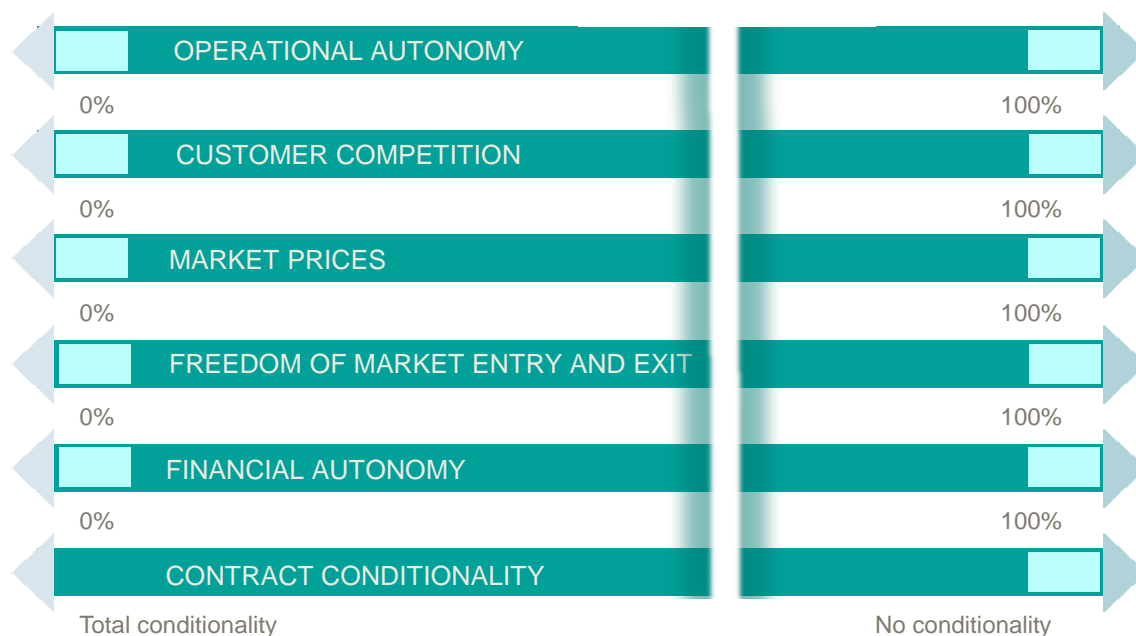 OPERATIONAL AUTONOMY
0% 100%
CUSTOMER COMPETITION
0% 100%
MARKET PRICES
0% 100%
FREEDOM OF MARKET ENTRY AND EXIT
0% 100%
FINANCIAL AUTONOMY
0% 100%
CONTRACT CONDITIONALITY
Total conditionality No conditionality